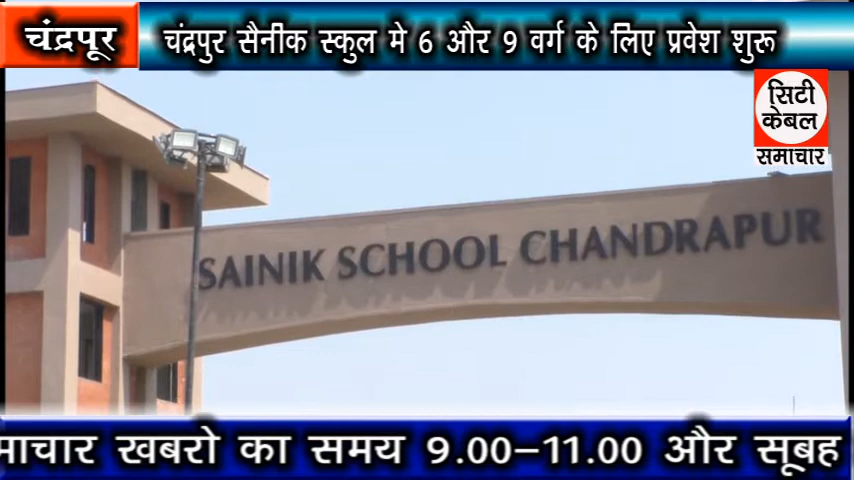 चंद्रपूर
चंद्रपुर सैनीक स्कुल मे 6 और 9 वर्ग के लिए प्रवेश शुरू
सिटी
केबल
समाचार
SAINIK SCHOOL CHANDRAPUR
माचार खबरो का समय 9.00-11.00 और सूबह